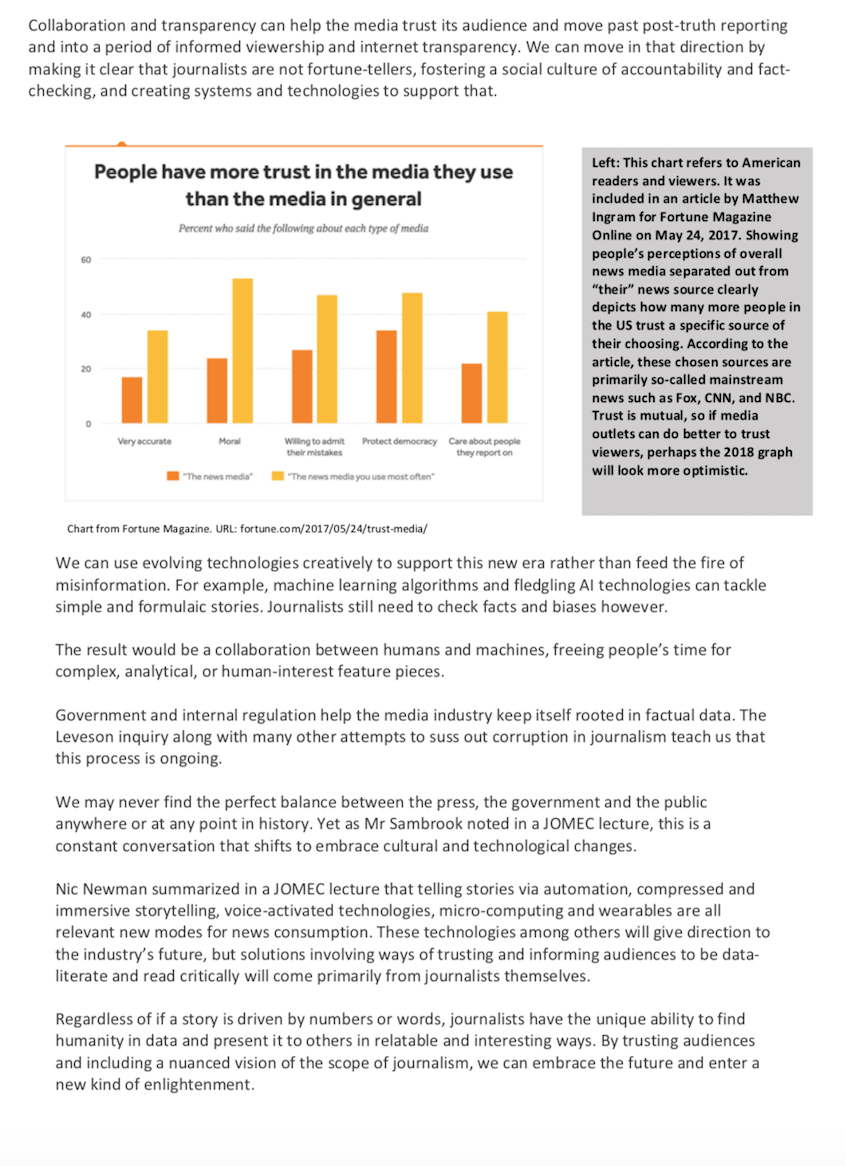 Collaboration and transparency can help the media trust its audience and move past post-truth reporting
and into a period of informed viewership and internet transparency. We can move in that direction by
making it clear that journalists are not fortune-tellers, fostering a social culture of accountability and fact-
checking, and creating systems and technologies to support that.
People have more trust in the media they use
than the media in general
Percent who said the following about each type of media
60
40
20
0
Very accurate
Moral
Willing to admit
their mistakes
Protect democracy
Care about people
they report on
"The news media"
"The news media you use most often"
Left: This chart refers to American
readers and viewers. It was
included in an article by Matthew
Ingram for Fortune Magazine
Online on May 24, 2017. Showing
people's perceptions of overall
news media separated out from
"their" news source clearly
depicts how many more people in
the US trust a specific source of
their choosing. According to the
article, these chosen sources are
primarily so-called mainstream
news such as Fox, CNN, and NBC.
Trust is mutual, so if media
outlets can do better to trust
viewers, perhaps the 2018 graph
will look more optimistic.
Chart from Fortune Magazine. URL: fortune.com/2017/05/24/trust-media/
We can use evolving technologies creatively to support this new era rather than feed the fire of
misinformation. For example, machine learning algorithms and fledgling AI technologies can tackle
simple and formulaic stories. Journalists still need to check facts and biases however.
The result would be a collaboration between humans and machines, freeing people's time for
complex, analytical, or human-interest feature pieces.
Government and internal regulation help the media industry keep itself rooted in factual data. The
Leveson inquiry along with many other attempts to suss out corruption in journalism teach us that
this process is ongoing.
We may never find the perfect balance between the press, the government and the public
anywhere or at any point in history. Yet as Mr Sambrook noted in a JOMEC lecture, this is a
constant conversation that shifts to embrace cultural and technological changes.
Nic Newman summarized in a JOMEC lecture that telling stories via automation, compressed and
immersive storytelling, voice-activated technologies, micro-computing and wearables are all
relevant new modes for news consumption. These technologies among others will give direction to
the industry's future, but solutions involving ways of trusting and informing audiences to be data-
literate and read critically will come primarily from journalists themselves.
Regardless of if a story is driven by numbers or words, journalists have the unique ability to find
humanity in data and present it to others in relatable and interesting ways. By trusting audiences
and including a nuanced vision of the scope of journalism, we can embrace the future and enter a
new kind of enlightenment.